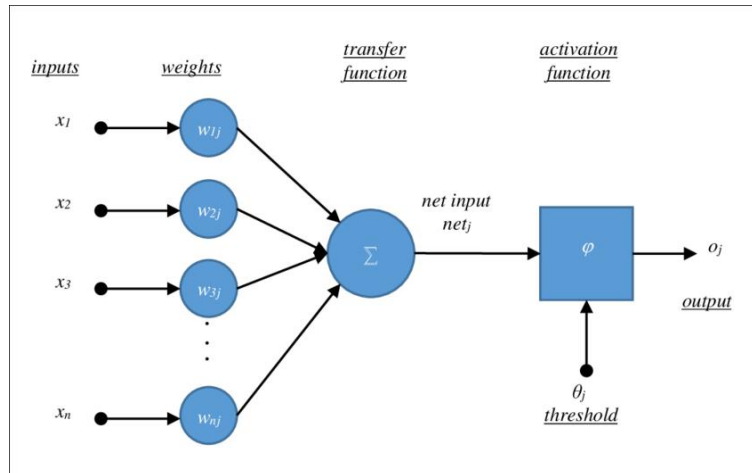 transfer
function
activation
function
inputs
weights
x₁
w₁ⱼ
x₂
w₂ⱼ
x₃
w₃ⱼ
xₙ
wₙⱼ
Σ
net input
netⱼ
φ
oⱼ
output
θⱼ
threshold